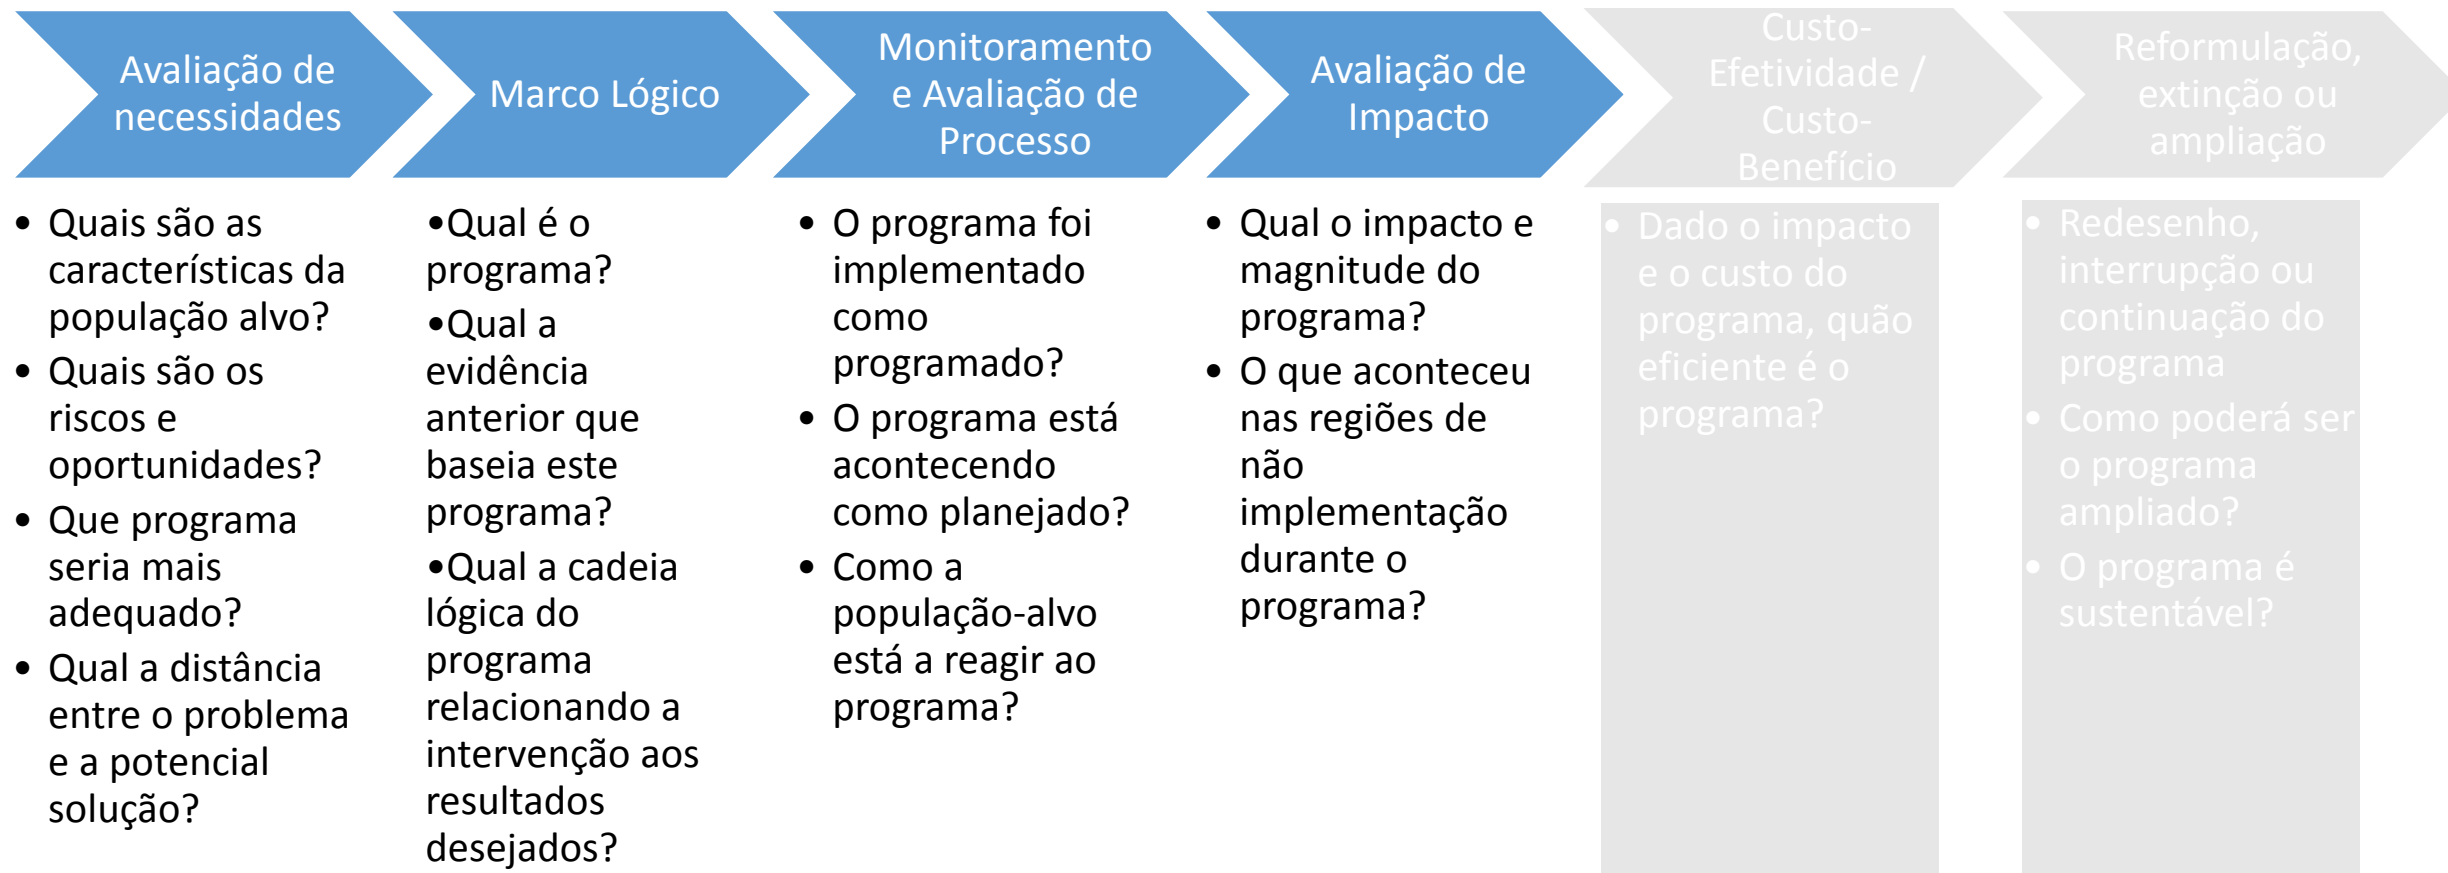 Avaliação de
necessidades
Marco Lógico
Monitoramento
e Avaliação de
Processo
Avaliação de
Impacto
Custo-
Efetividade /
Custo-
Benefício
Reformulação,
extinção ou
ampliação
• Quais são as
características da
população alvo?
• Quais são os
riscos e
oportunidades?
• Que programa
seria mais
adequado?
• Qual a distância
entre o problema
e a potencial
solução?
•Qual é o
programa?
•Qual a
evidência
anterior que
baseia este
programa?
•Qual a cadeia
lógica do
programa
relacionando a
intervenção aos
resultados
desejados?
• O programa foi
implementado
como
programado?
• O programa está
acontecendo
como planejado?
• Como a
população-alvo
está a reagir ao
programa?
• Qual o impacto e
magnitude do
programa?
• O que aconteceu
nas regiões de
não
implementação
durante o
programa?
• Dado o impacto
e o custo do
programa, quão
eficiente é o
programa?
• Redesenho,
interrupção ou
continuação do
programa
• Como poderá ser
o programa
ampliado?
• O programa é
sustentável?